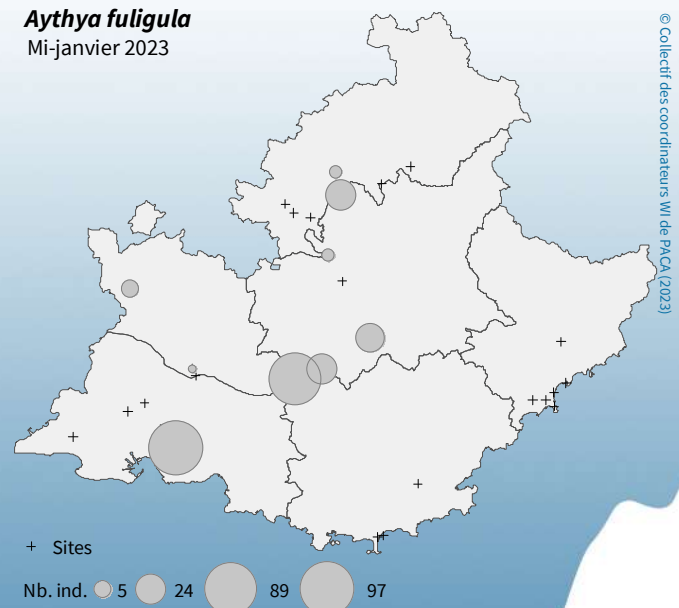 Aythya fuligula
Mi-janvier 2023
© Collectif des coordinateurs WI de PACA (2023)
+ Sites
Nb. ind. 5 24 89 97